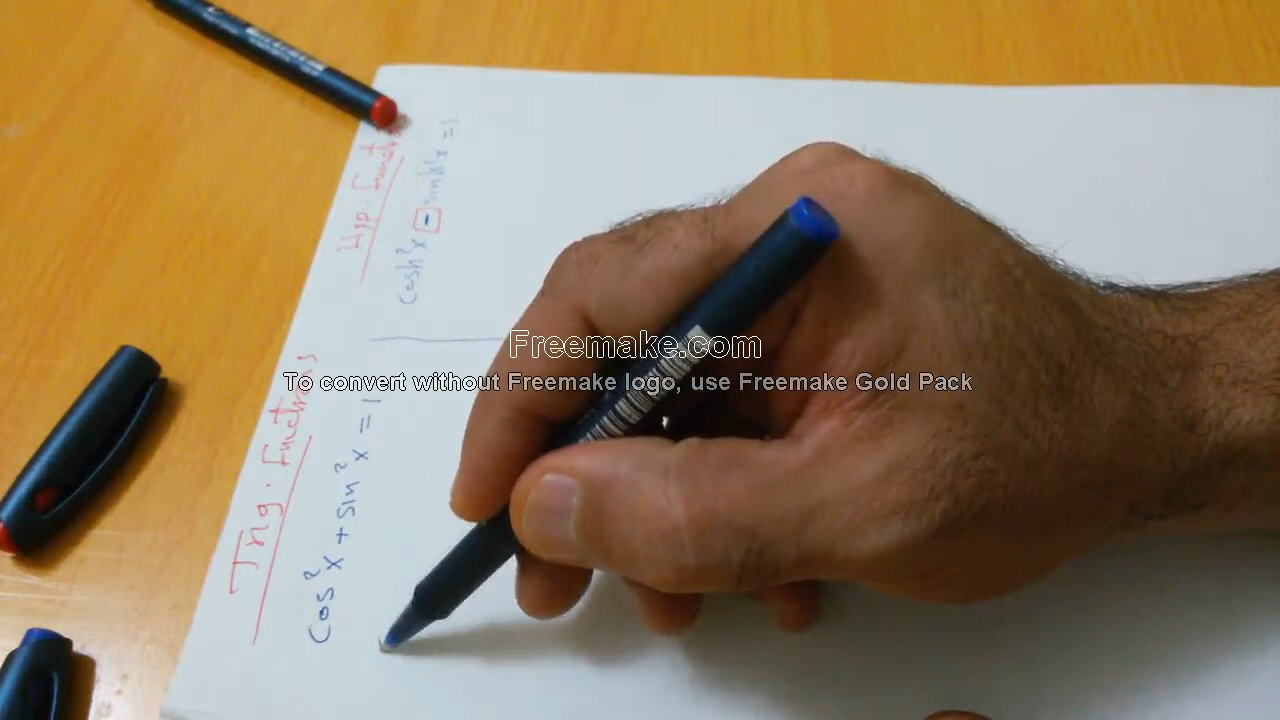 Trig. Functions
cos²x + sin²x = 1
Hyp. Funct
cosh²x - sinh²x = 1
Freemake.com
To convert without Freemake logo, use Freemake Gold Pack